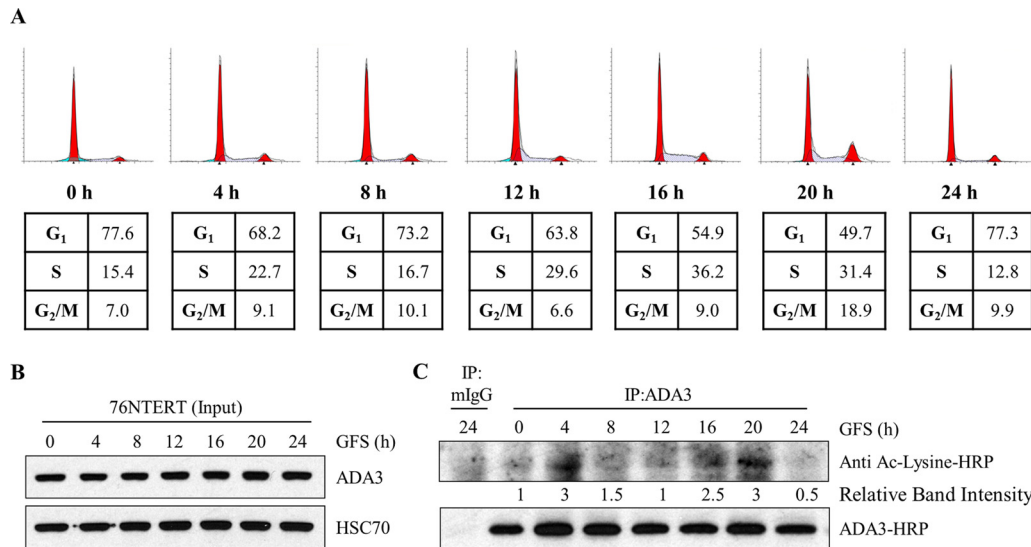 A
0 h 4 h 8 h 12 h 16 h 20 h 24 h
G1 77.6 G1 68.2 G1 73.2 G1 63.8 G1 54.9 G1 49.7 G1 77.3
S 15.4 S 22.7 S 16.7 S 29.6 S 36.2 S 31.4 S 12.8
G2/M 7.0 G2/M 9.1 G2/M 10.1 G2/M 6.6 G2/M 9.0 G2/M 18.9 G2/M 9.9
B
76NTERT (Input)
0 4 8 12 16 20 24 GFS (h)
ADA3
HSC70
C
IP:
mIgG
IP:ADA3
24 0 4 8 12 16 20 24 GFS (h)
Anti Ac-Lysine-HRP
1 3 1.5 1 2.5 3 0.5 Relative Band Intensity
ADA3-HRP